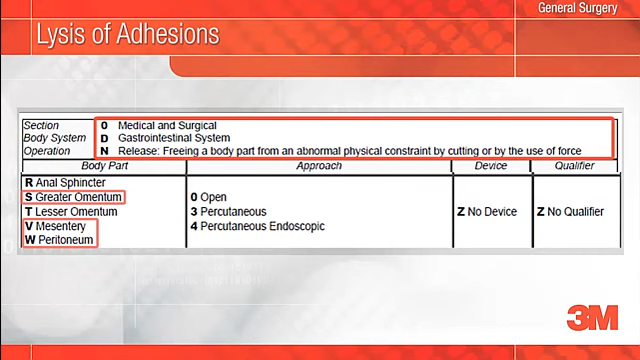 General Surgery
Lysis of Adhesions
Section 0 Medical and Surgical
Body System D Gastrointestinal System
Operation N Release: Freeing a body part from an abnormal physical constraint by cutting or by the use of force
Body Part Approach Device Qualifier
R Anal Sphincter
S Greater Omentum 0 Open
T Lesser Omentum 3 Percutaneous Z No Device Z No Qualifier
V Mesentery 4 Percutaneous Endoscopic
W Peritoneum
3M